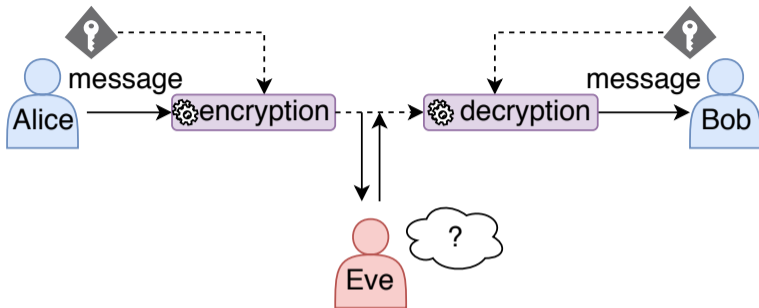 message
message
Alice
encryption
decryption
Bob
?
Eve